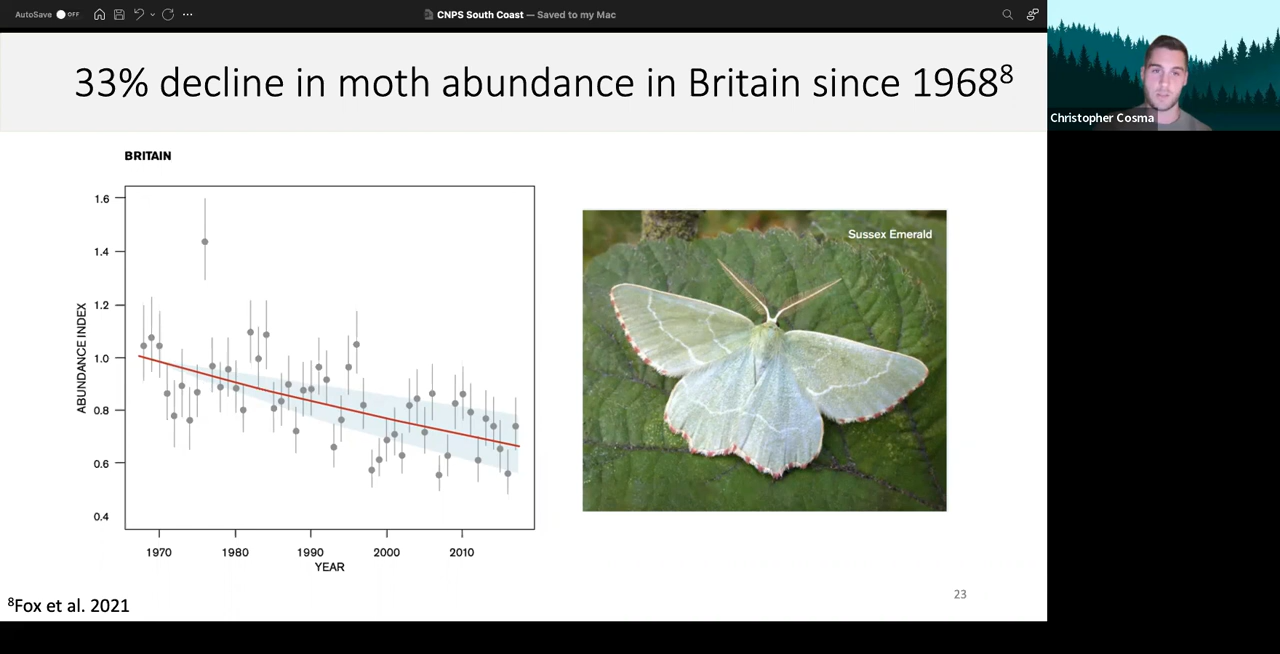 AutoSave OFF
CNPS South Coast — Saved to my Mac
33% decline in moth abundance in Britain since 1968⁸
Christopher Cosma
BRITAIN
1.6
1.4
1.2
1.0
0.8
0.6
0.4
ABUNDANCE INDEX
1970 1980 1990 2000 2010
YEAR
Sussex Emerald
⁸Fox et al. 2021
23